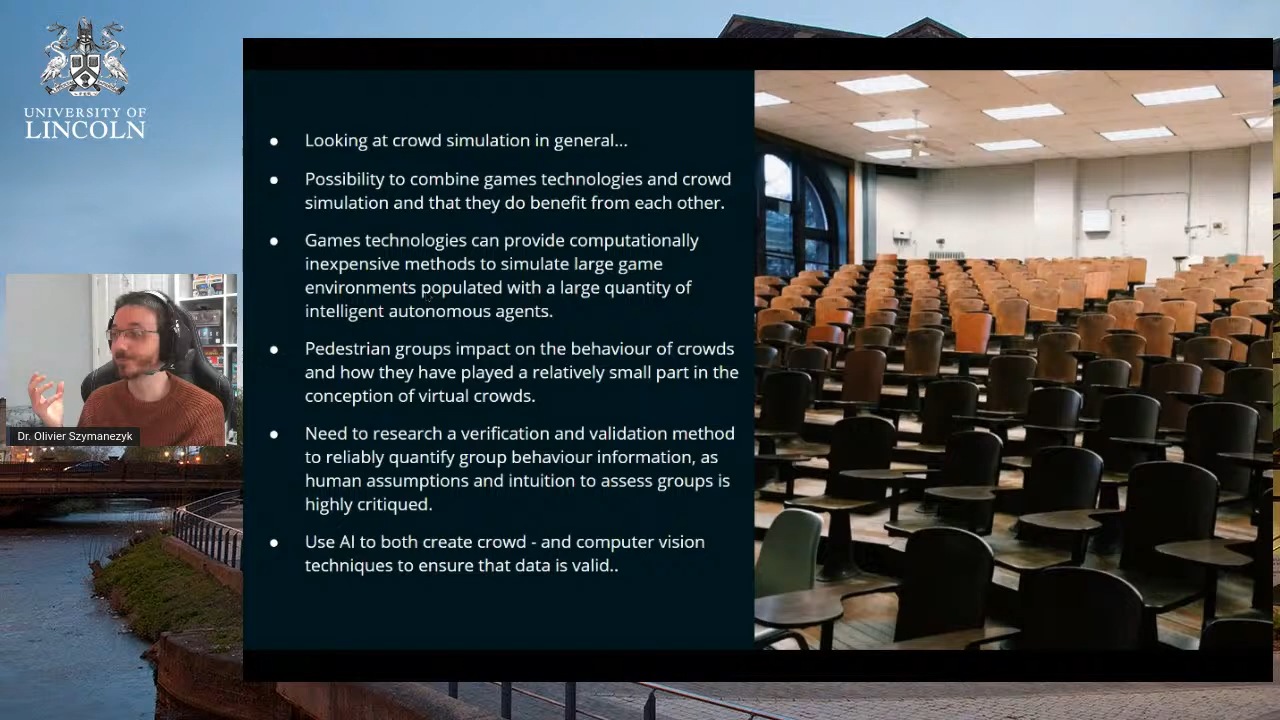 UNIVERSITY OF
LINCOLN
Looking at crowd simulation in general...
Possibility to combine games technologies and crowd
simulation and that they do benefit from each other.
Games technologies can provide computationally
inexpensive methods to simulate large game
environments populated with a large quantity of
intelligent autonomous agents.
Pedestrian groups impact on the behaviour of crowds
and how they have played a relatively small part in the
conception of virtual crowds.
Need to research a verification and validation method
to reliably quantify group behaviour information, as
human assumptions and intuition to assess groups is
highly critiqued.
Use AI to both create crowd - and computer vision
techniques to ensure that data is valid..
Dr. Olivier Szymanezyk